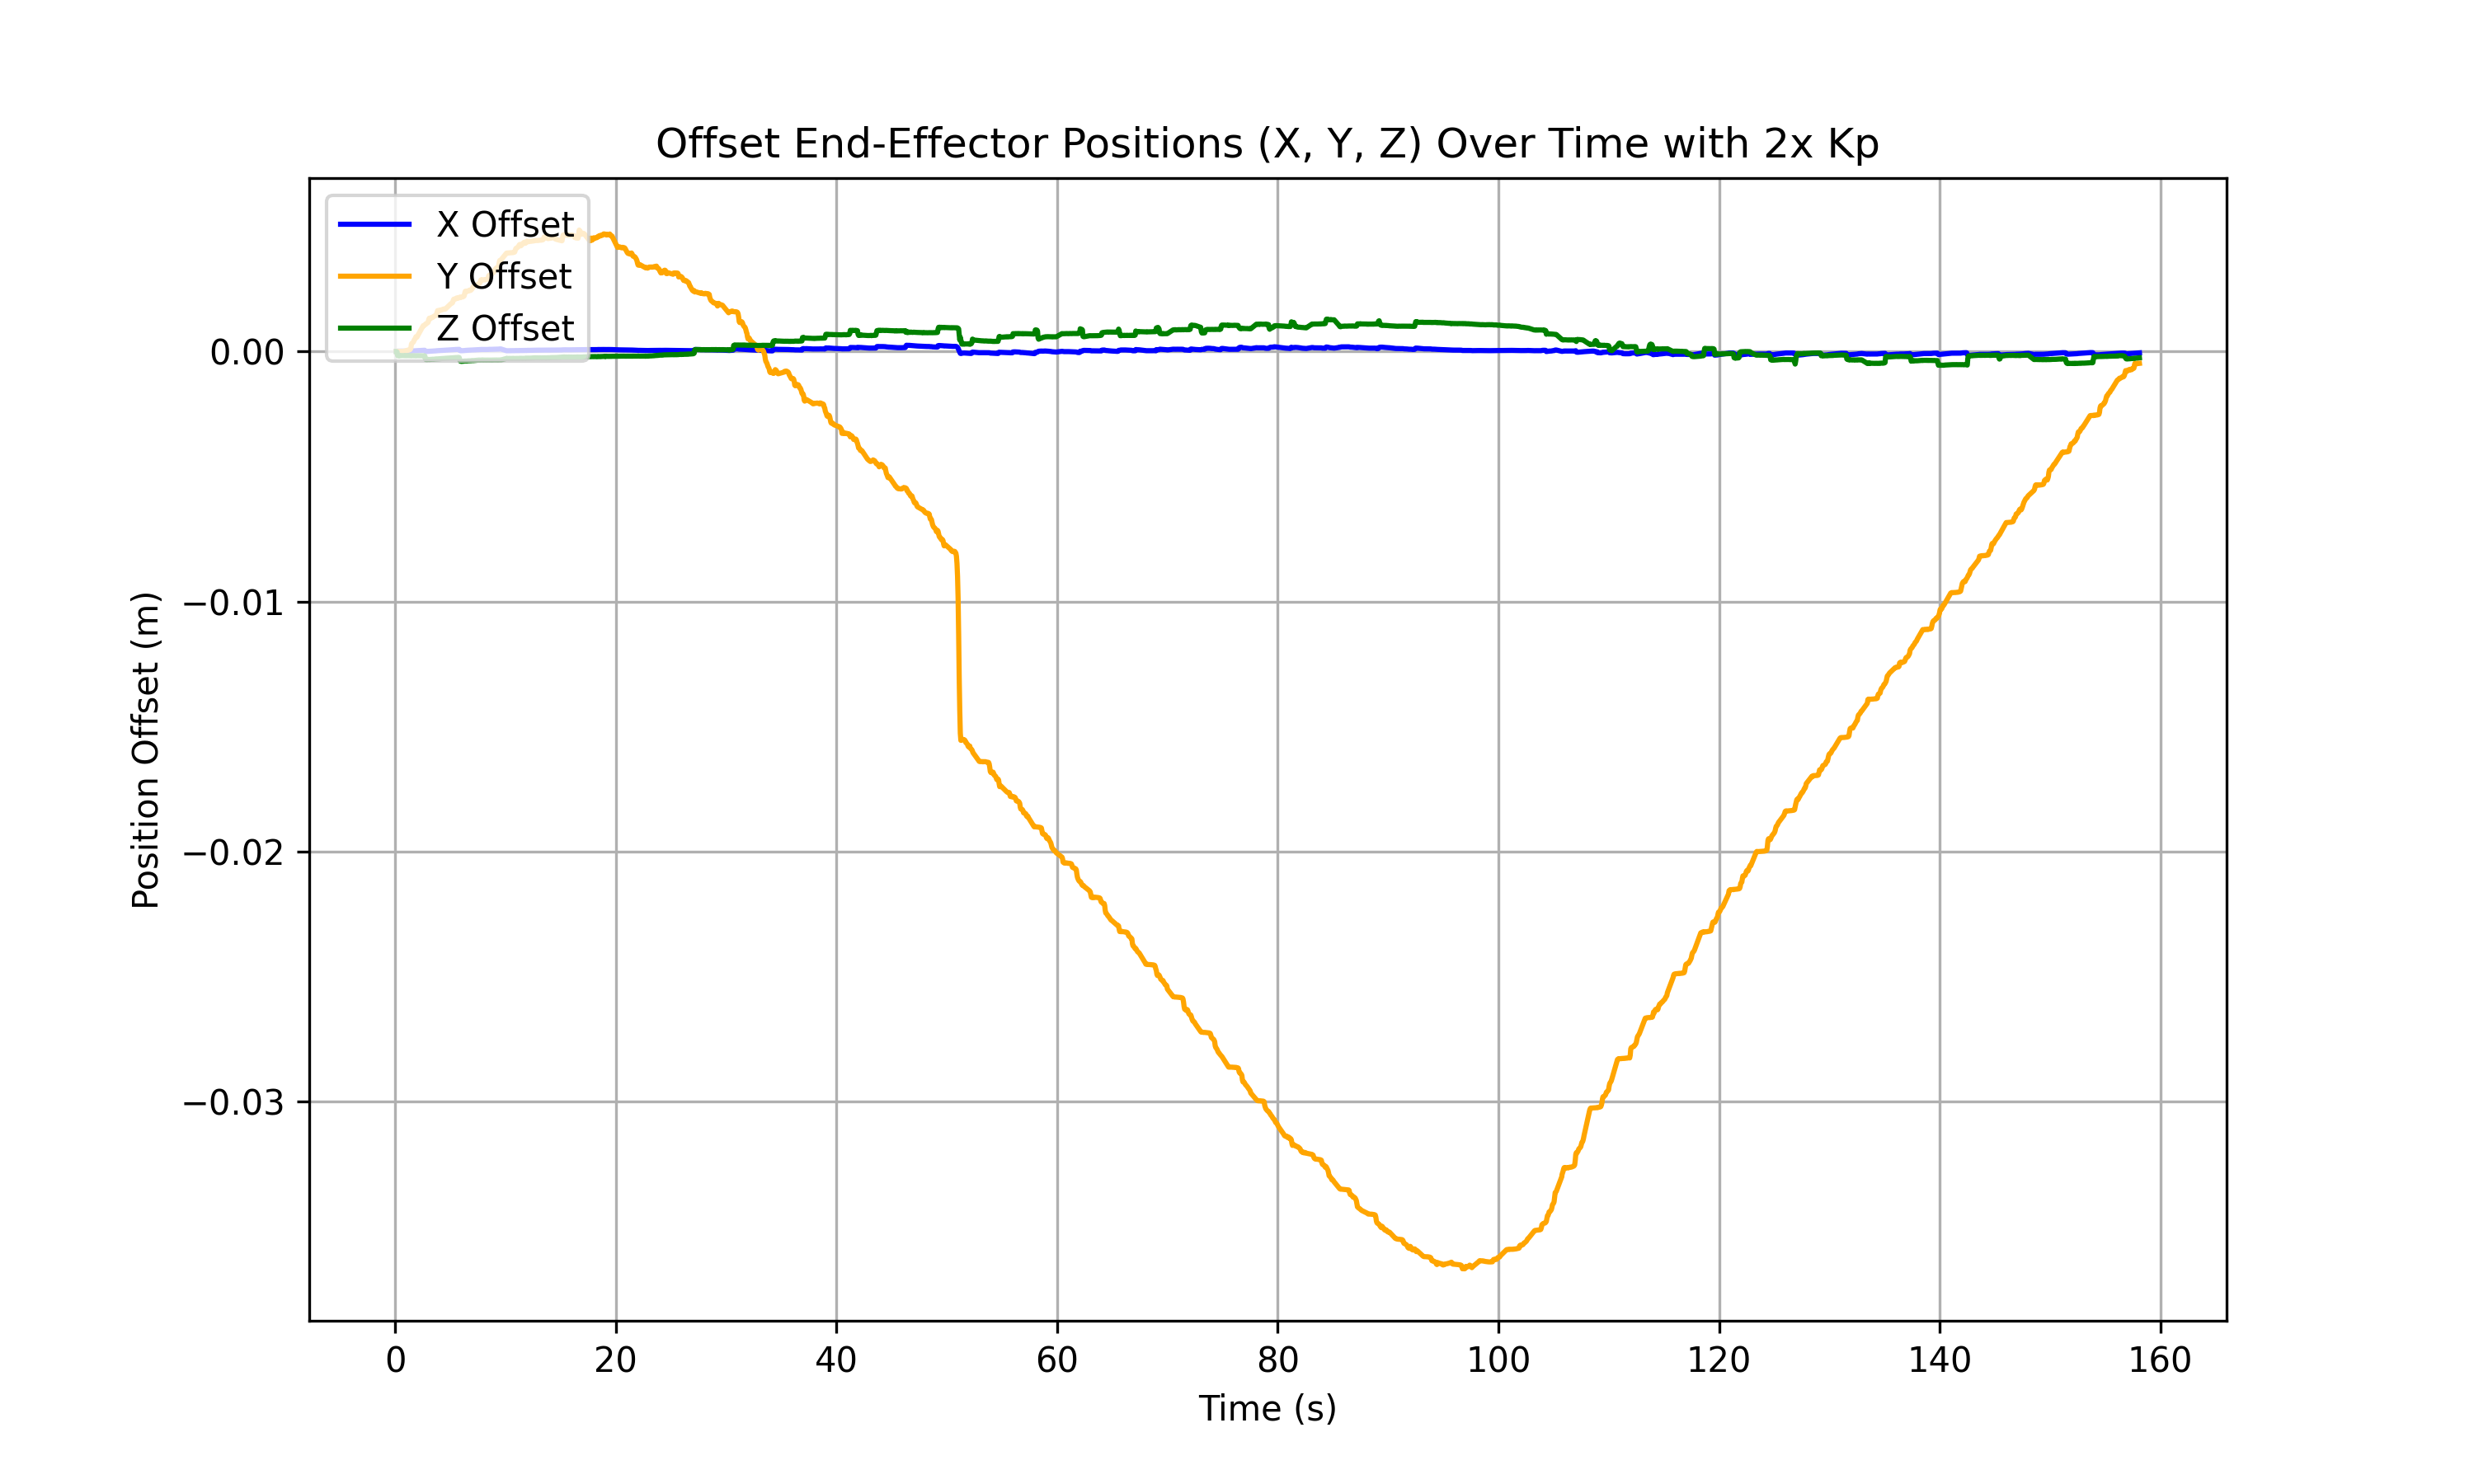 Offset End-Effector Positions (X, Y, Z) Over Time with 2x Kp
X Offset
Y Offset
Z Offset
0.00
−0.01
−0.02
−0.03
Position Offset (m)
0 20 40 60 80 100 120 140 160
Time (s)